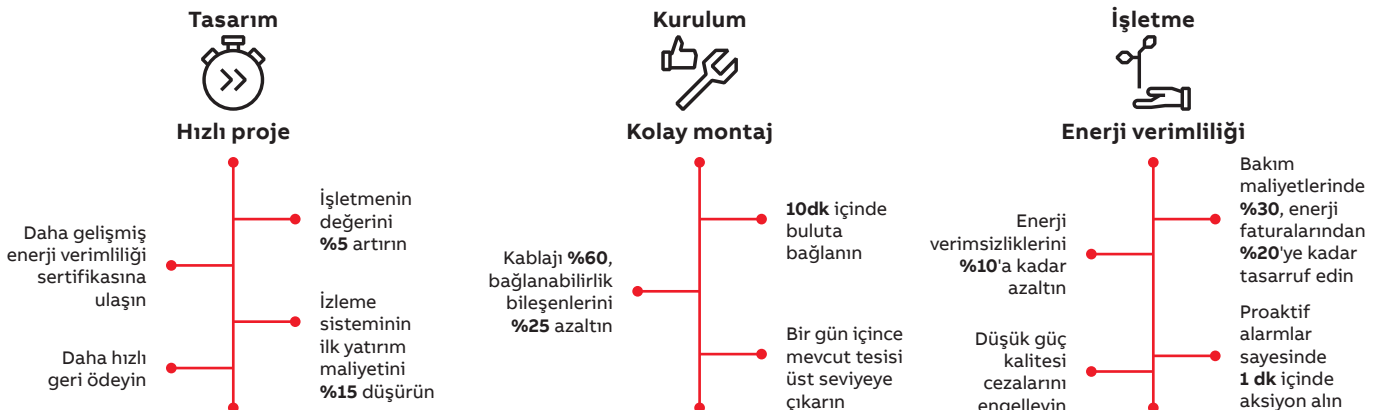 Tasarım
Hızlı proje
İşletmenin
değerini
%5 artırın
Daha gelişmiş
enerji verimliliği
sertifikasına
ulaşın
İzleme
sisteminin
ilk yatırım
maliyetini
%15 düşürün
Daha hızlı
geri ödeyin
Kurulum
Kolay montaj
10dk içinde
buluta
bağlanın
Kablajı %60,
bağlanabilirlik
bileşenlerini
%25 azaltın
Bir gün içince
mevcut tesisi
üst seviyeye
çıkarın
İşletme
Enerji verimliliği
Bakım
maliyetlerinde
%30, enerji
faturalarından
%20'ye kadar
tasarruf edin
Enerji
verimsizliklerini
%10'a kadar
azaltın
Proaktif
alarmlar
sayesinde
1 dk içinde
aksiyon alın
Düşük güç
kalitesi
cezalarını
engelleyin